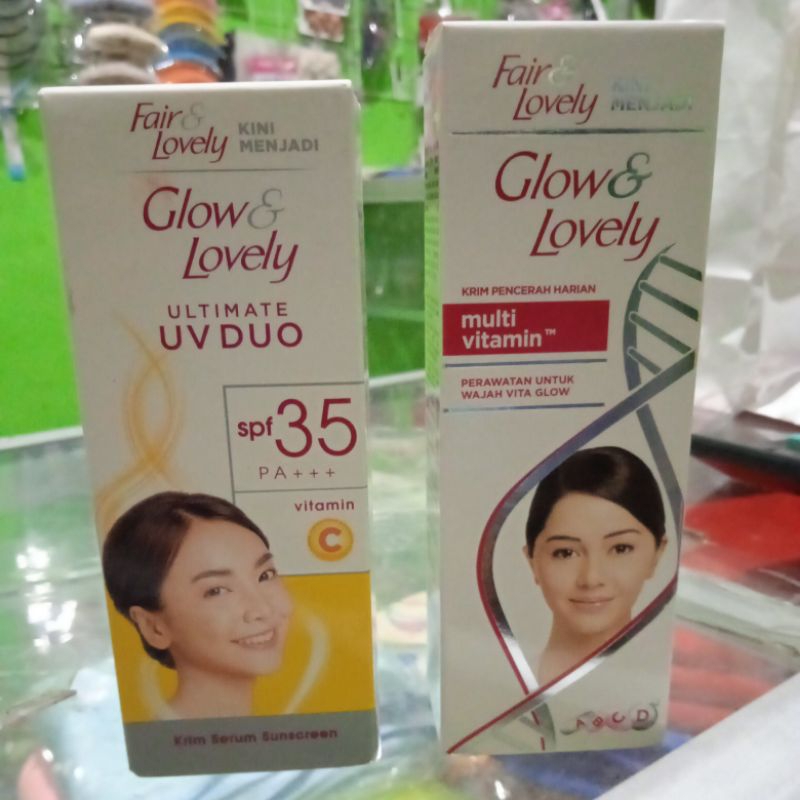 Fair &
Lovely
KINI
MENJADI
Glow &
Lovely
ULTIMATE
UV DUO
spf 35
PA+++
vitamin
C
Krim Serum Sunscreen
Fair &
Lovely
KINI
MENJADI
Glow &
Lovely
KRIM PENCERAH HARIAN
multi
vitamin™
PERAWATAN UNTUK
WAJAH VITA GLOW